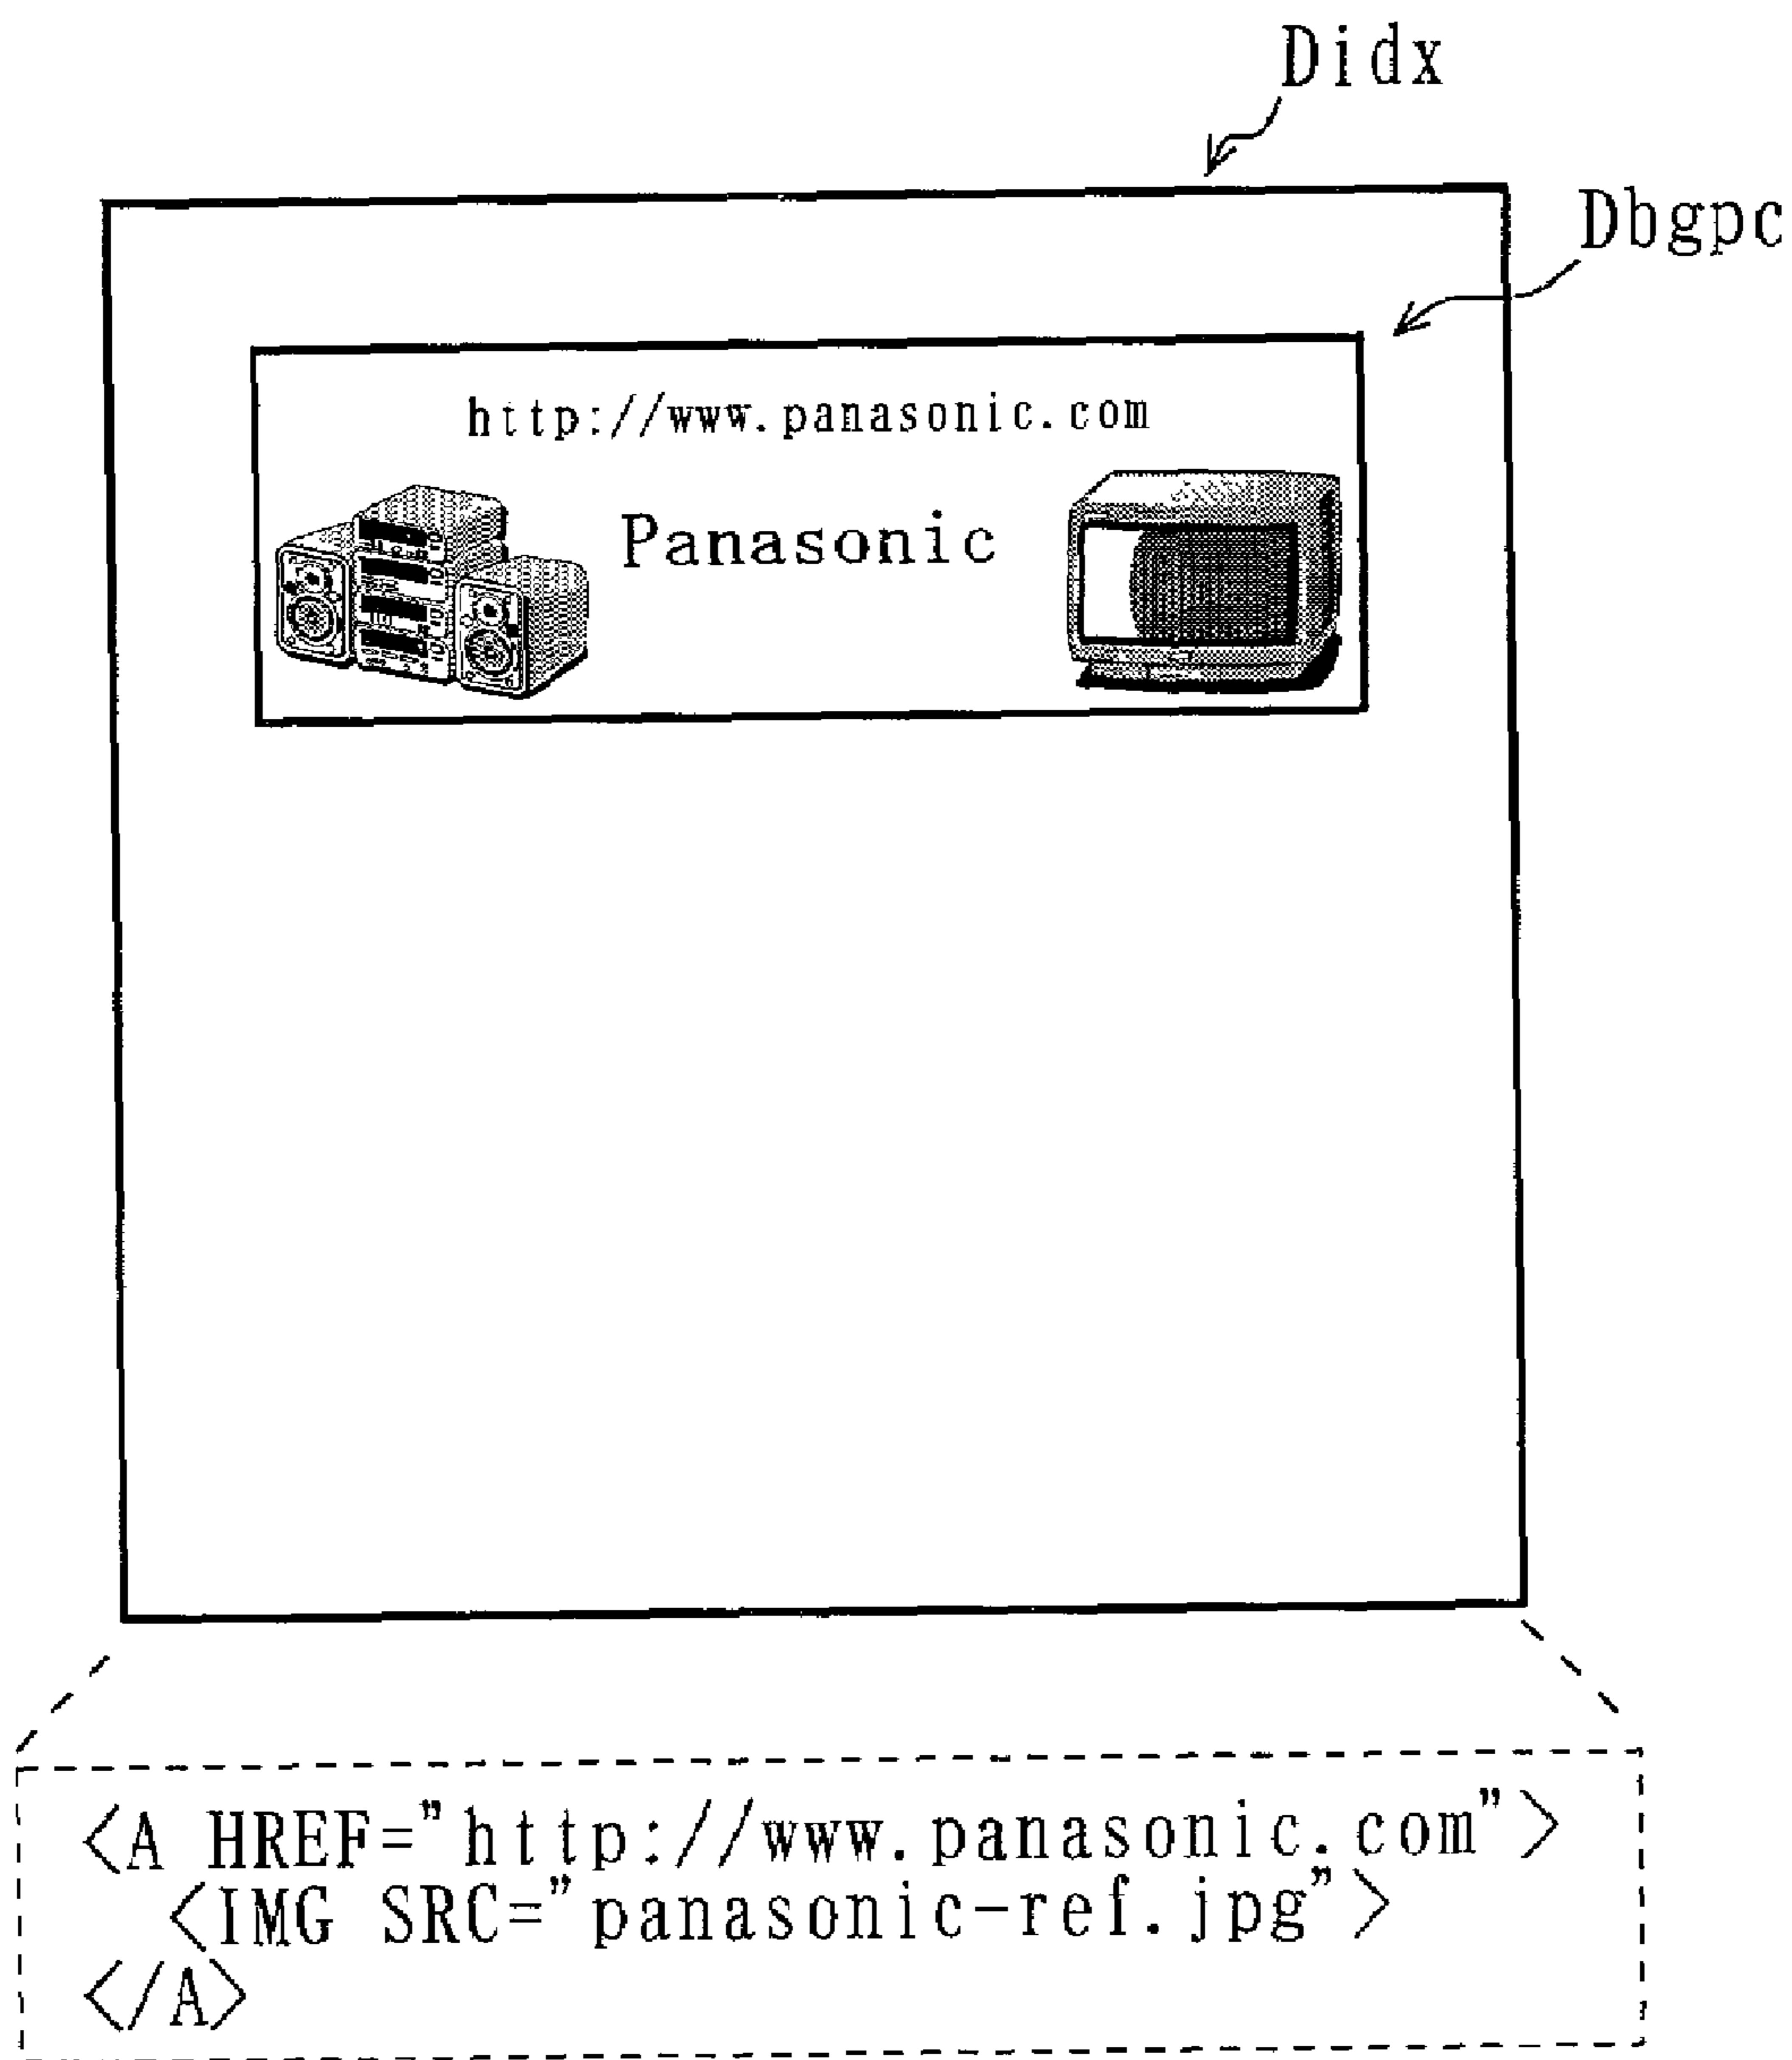 Didx
Dbgpc
http://www.panasonic.com
Panasonic
<A HREF="http://www.panasonic.com">
<IMG SRC="panasonic-ref.jpg">
</A>